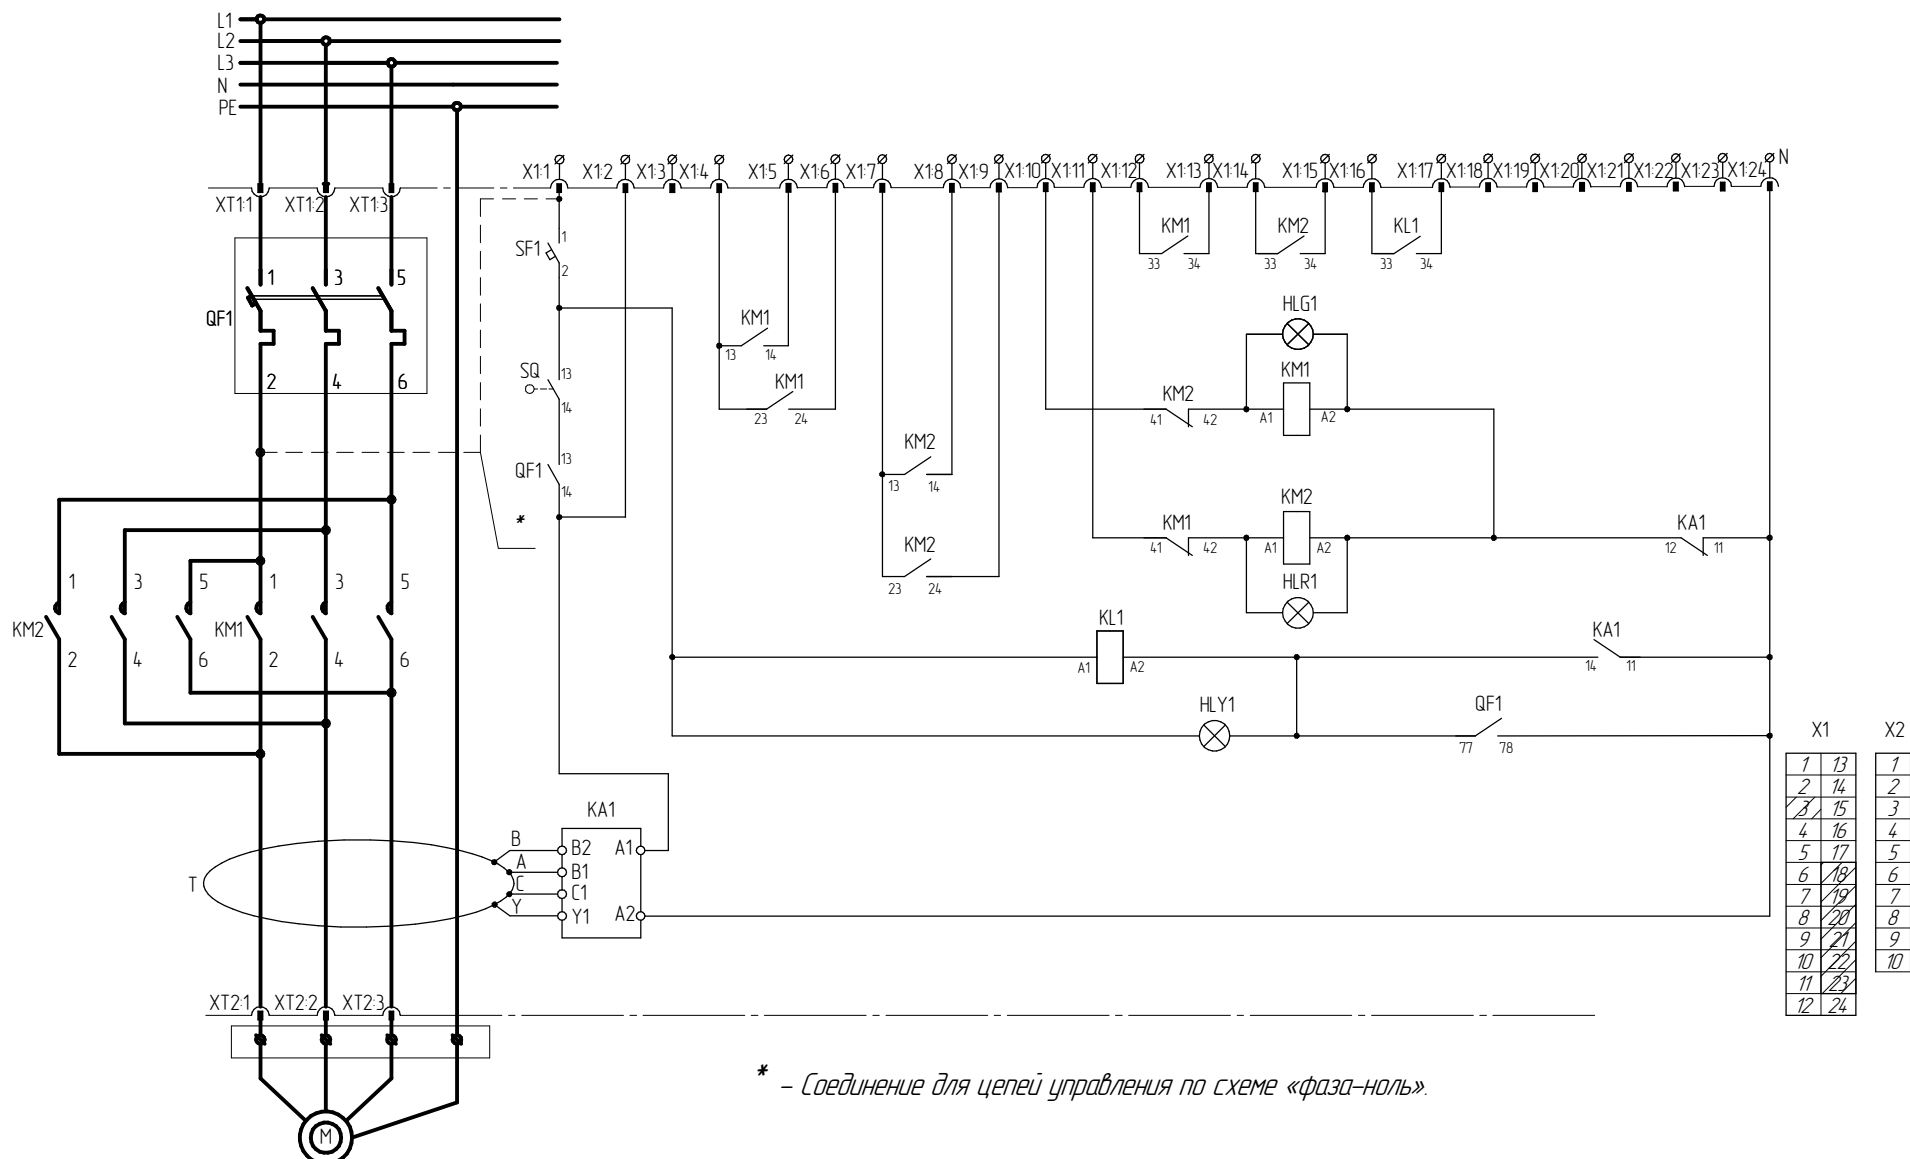 L1
L2
L3
N
PE
X1:1 X1:2 X1:3 X1:4 X1:5 X1:6 X1:7 X1:8 X1:9 X1:10 X1:11 X1:12 X1:13 X1:14 X1:15 X1:16 X1:17 X1:18 X1:19 X1:20 X1:21 X1:22 X1:23 X1:24 N
XT1:1 XT1:2 XT1:3
KM1 KM2 KL1
33 34 33 34 33 34
SF1 1 2
1 3 5
QF1
2 4 6
HLG1
KM1
13 14
SQ 13 14
KM1
23 24
KM1
KM2
41 42 A1 A2
KM2
13 14
QF1 13 14
*
KM2
KM1
41 42 A1 A2
KA1
12 11
KM2
23 24
HLR1
1 3 5 1 3 5
KM2 KM1
2 4 6 2 4 6
KL1
A1 A2
KA1
14 11
HLY1
QF1
77 78
X1 X2
1 13 1
2 14 2
3 15 3
4 16 4
5 17 5
6 18 6
7 19 7
8 20 8
9 21 9
10 22 10
11 23
12 24
KA1
T
B B2 A1
A B1
C C1
Y Y1 A2
XT2:1 XT2:2 XT2:3
* – Соединение для цепей управления по схеме «фаза–ноль».
M